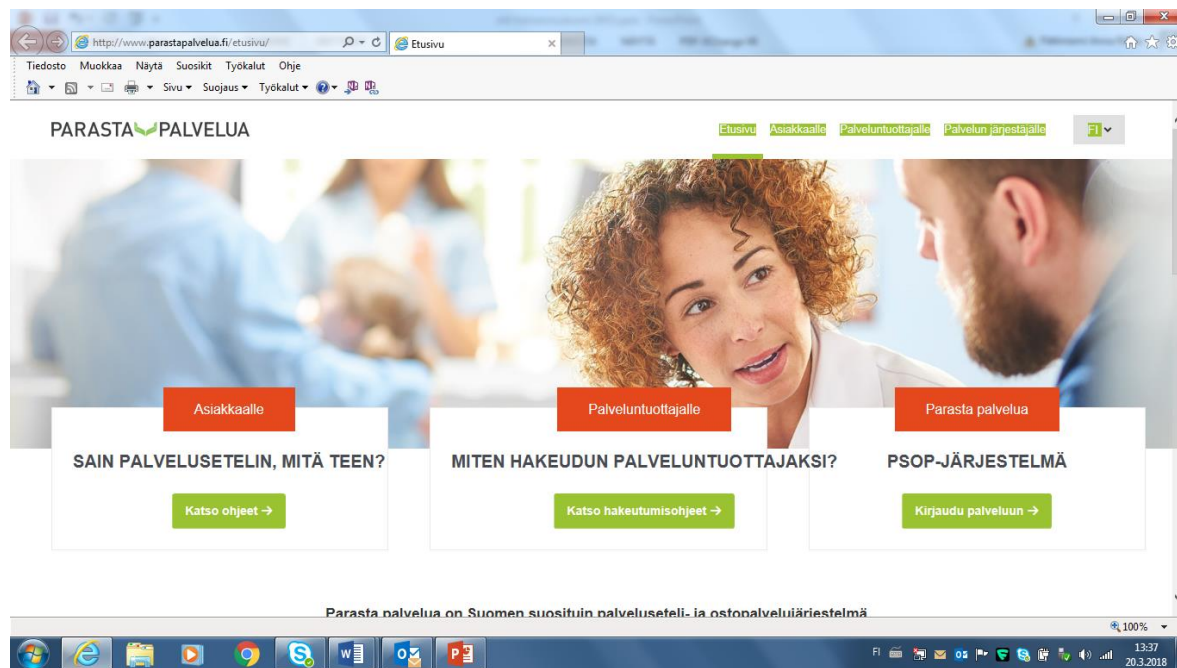 http://www.parastapalvelua.fi/etusivu/
Etusivu
Tiedosto Muokkaa Näytä Suosikit Työkalut Ohje
Sivu Suojaus Työkalut
PARASTA PALVELUA
Etusivu Asiakkaalle Palveluntuottajalle Palvelun järjestäjälle FI
Asiakkaalle Palveluntuottajalle Parasta palvelua
SAIN PALVELUSETELIN, MITÄ TEEN? MITEN HAKEUDUN PALVELUNTUOTTAJAKSI? PSOP-JÄRJESTELMÄ
Katso ohjeet → Katso hakeutumisohjeet → Kirjaudu palveluun →
Parasta palvelua on Suomen suosituin palveluseteli- ja ostopalvelujärjestelmä
100%
FI 13:37
20.3.2018